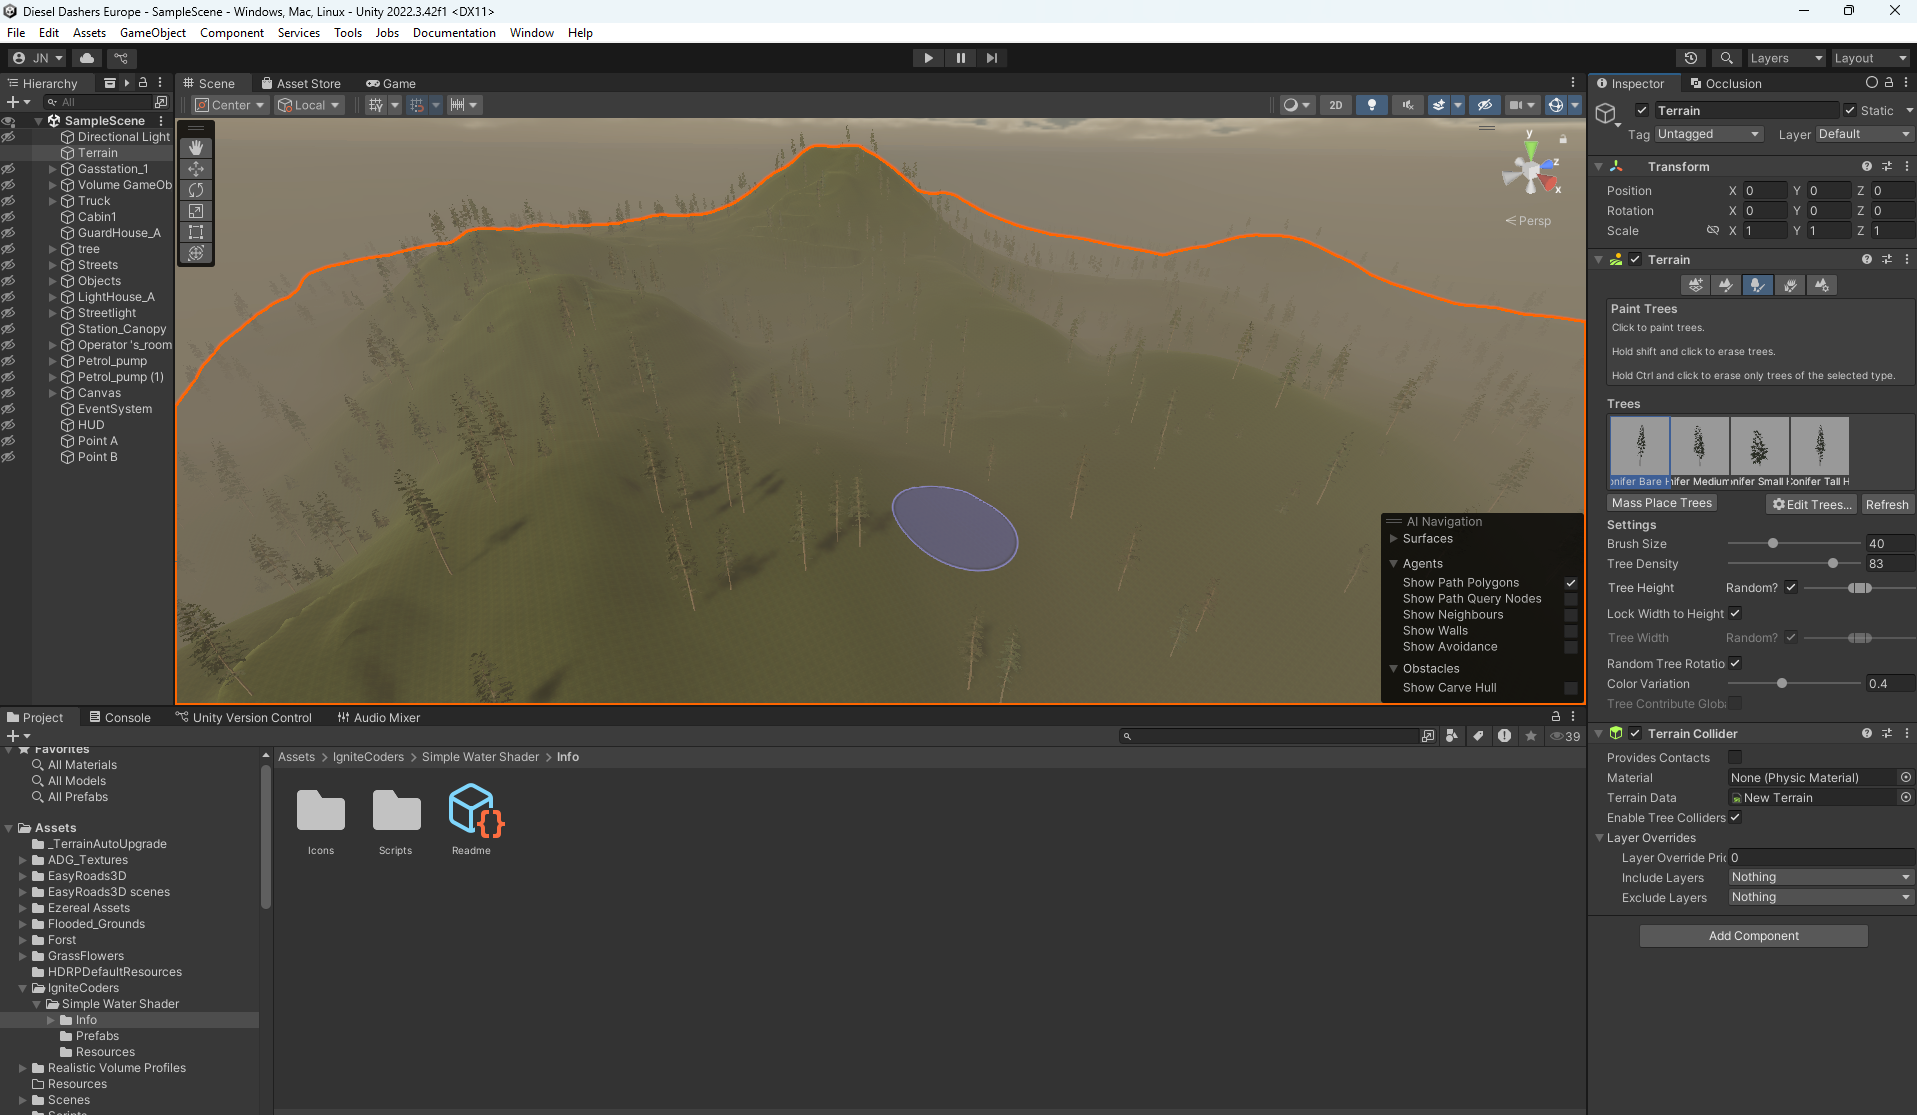 Diesel Dashers Europe - SampleScene - Windows, Mac, Linux - Unity 2022.3.42f1 <DX11>
File Edit Assets GameObject Component Services Tools Jobs Documentation Window Help
JN
Layers
Layout
Hierarchy
Scene
Asset Store
Game
Inspector
Occlusion
All
SampleScene
Directional Light
Terrain
Gasstation_1
Volume GameOb
Truck
Cabin1
GuardHouse_A
tree
Streets
Objects
LightHouse_A
Streetlight
Station_Canopy
Operator 's_room
Petrol_pump
Petrol_pump (1)
Canvas
EventSystem
HUD
Point A
Point B
Center
Local
2D
y
z
x
Persp
AI Navigation
Surfaces
Agents
Show Path Polygons
Show Path Query Nodes
Show Neighbours
Show Walls
Show Avoidance
Obstacles
Show Carve Hull
Terrain
Static
Tag Untagged
Layer Default
Transform
Position X 0 Y 0 Z 0
Rotation X 0 Y 0 Z 0
Scale X 1 Y 1 Z 1
Terrain
Paint Trees
Click to paint trees.
Hold shift and click to erase trees.
Hold Ctrl and click to erase only trees of the selected type.
Trees
onifer Bare H
nifer Medium
nifer Small H
Conifer Tall H
Mass Place Trees
Edit Trees...
Refresh
Settings
Brush Size 40
Tree Density 83
Tree Height Random?
Lock Width to Height
Tree Width Random?
Random Tree Rotatio
Color Variation 0.4
Tree Contribute Globa
Terrain Collider
Provides Contacts
Material None (Physic Material)
Terrain Data New Terrain
Enable Tree Colliders
Layer Overrides
Layer Override Pric 0
Include Layers Nothing
Exclude Layers Nothing
Add Component
Project
Console
Unity Version Control
Audio Mixer
39
Favorites
All Materials
All Models
All Prefabs
Assets
_TerrainAutoUpgrade
ADG_Textures
EasyRoads3D
EasyRoads3D scenes
Ezereal Assets
Flooded_Grounds
Forst
GrassFlowers
HDRPDefaultResources
IgniteCoders
Simple Water Shader
Info
Prefabs
Resources
Realistic Volume Profiles
Resources
Scenes
Scripts
Assets > IgniteCoders > Simple Water Shader > Info
Icons
Scripts
Readme